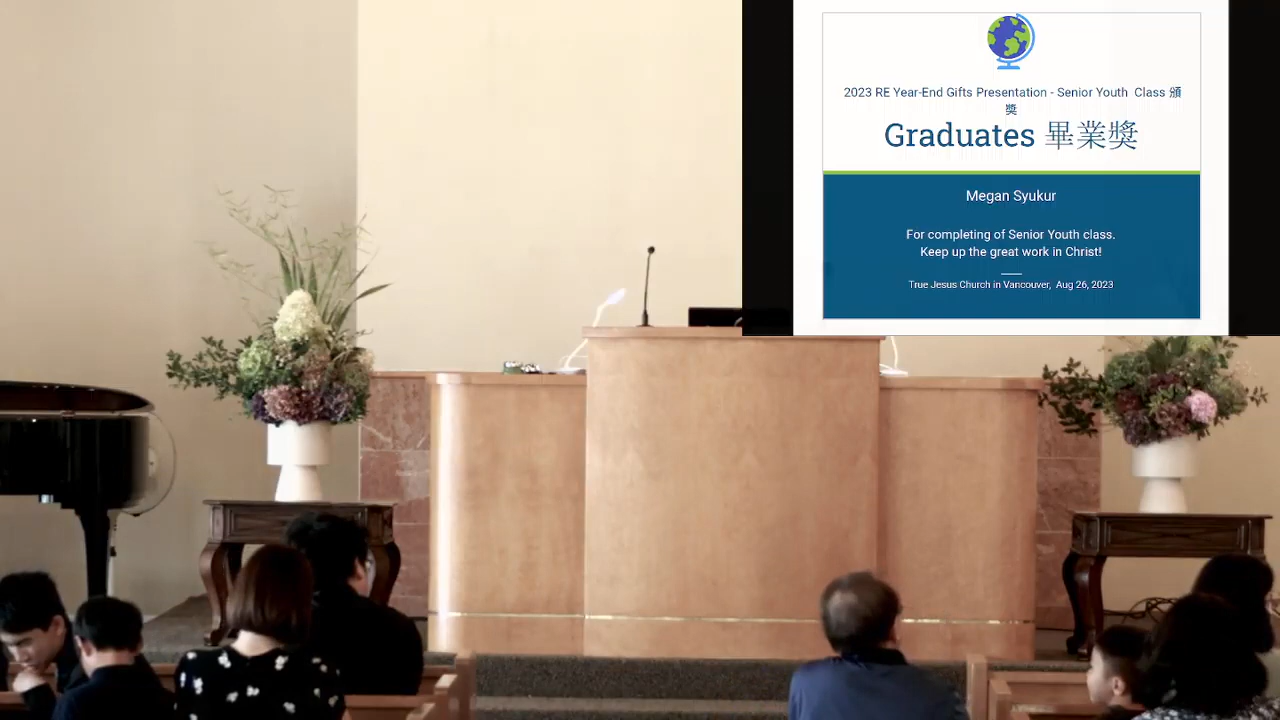 2023 RE Year-End Gifts Presentation - Senior Youth Class 頒
獎
Graduates 畢業獎
Megan Syukur
For completing of Senior Youth class.
Keep up the great work in Christ!
True Jesus Church in Vancouver, Aug 26, 2023